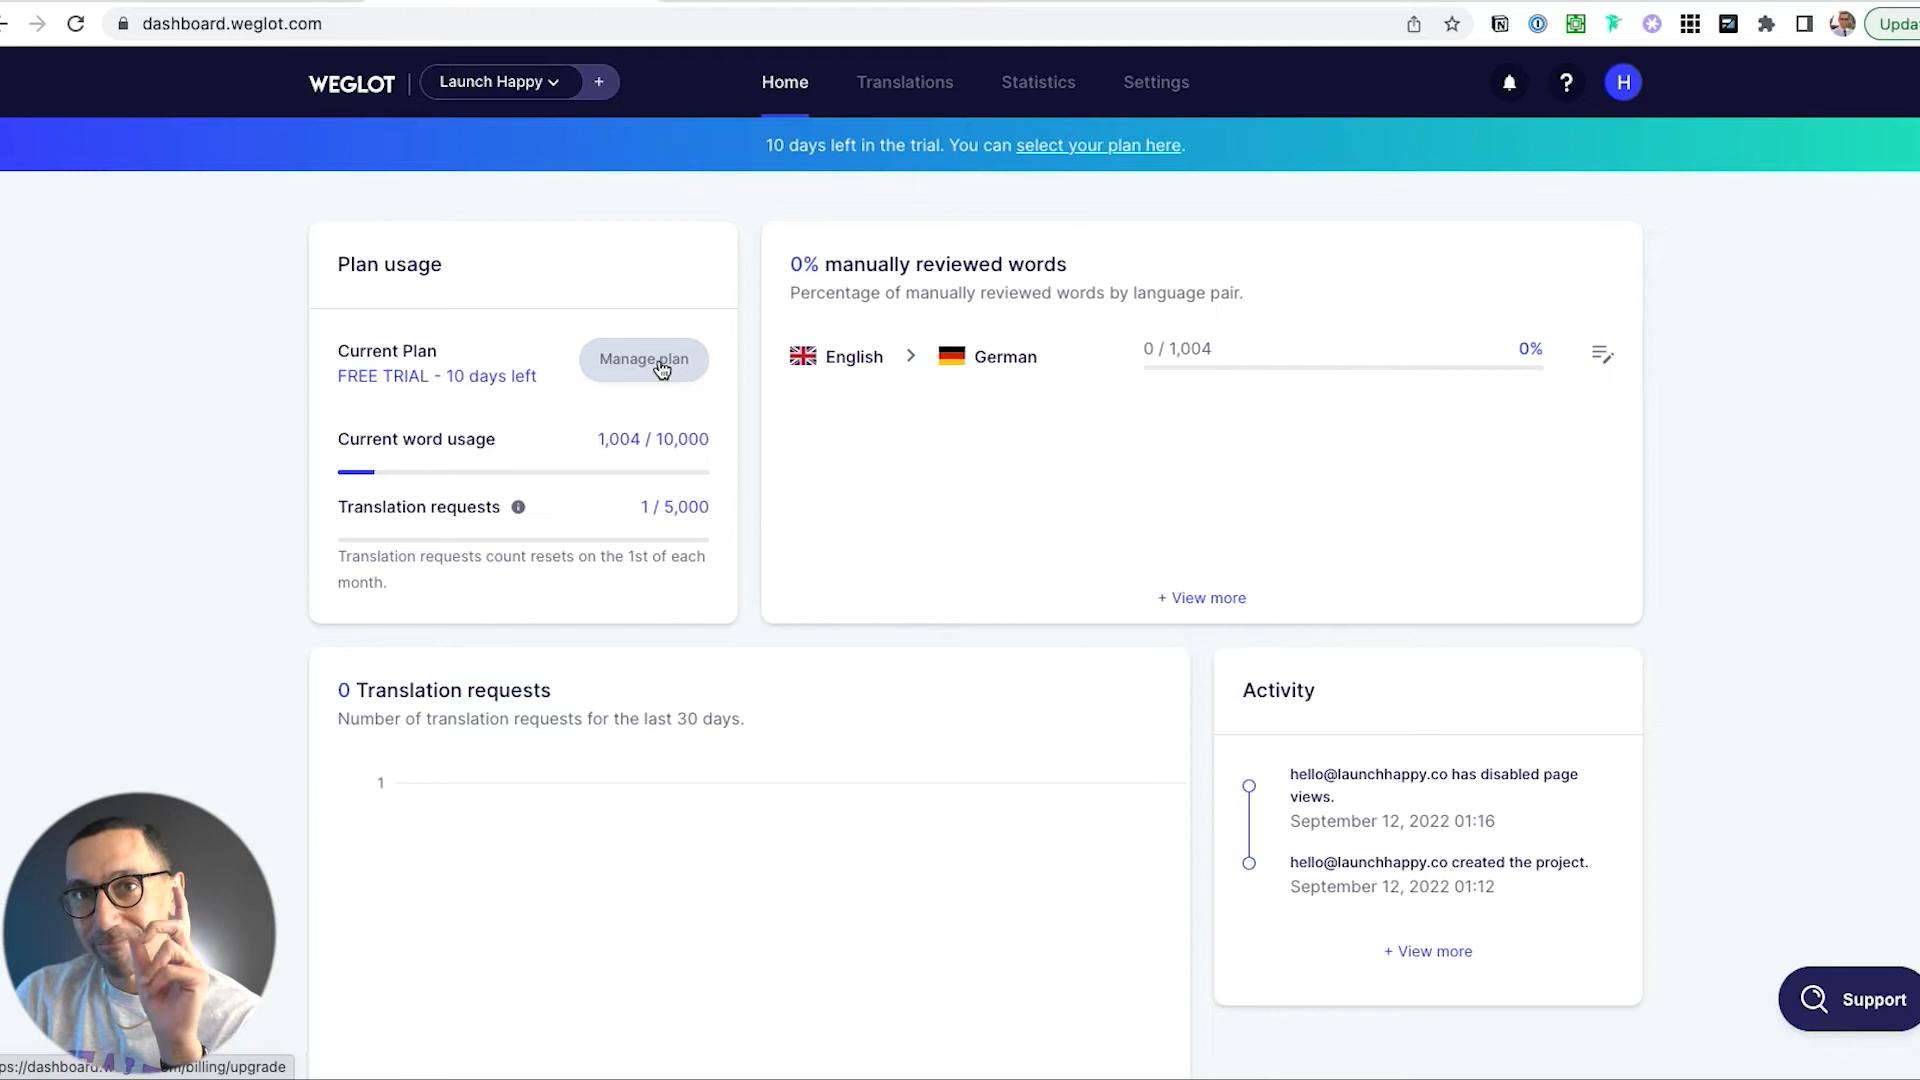 dashboard.weglot.com
Updat
WEGLOT
Launch Happy
+
Home
Translations
Statistics
Settings
?
H
10 days left in the trial. You can select your plan here.
Plan usage
Current Plan
FREE TRIAL - 10 days left
Manage plan
Current word usage
1,004 / 10,000
Translation requests
1 / 5,000
Translation requests count resets on the 1st of each
month.
0% manually reviewed words
Percentage of manually reviewed words by language pair.
English
German
0 / 1,004
0%
+ View more
0 Translation requests
Number of translation requests for the last 30 days.
1
Activity
hello@launchhappy.co has disabled page
views.
September 12, 2022 01:16
hello@launchhappy.co created the project.
September 12, 2022 01:12
+ View more
Support
ps://dashboard.w
m/billing/upgrade